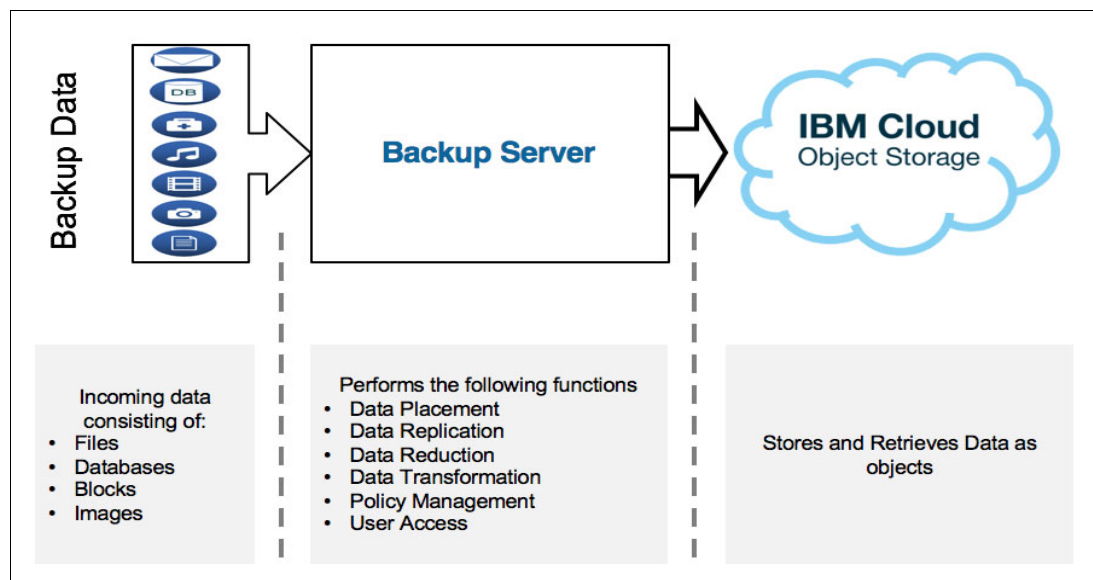 Backup Data
DB
Backup Server
IBM Cloud
Object Storage
Incoming data
consisting of:
• Files
• Databases
• Blocks
• Images
Performs the following functions
• Data Placement
• Data Replication
• Data Reduction
• Data Transformation
• Policy Management
• User Access
Stores and Retrieves Data as
objects